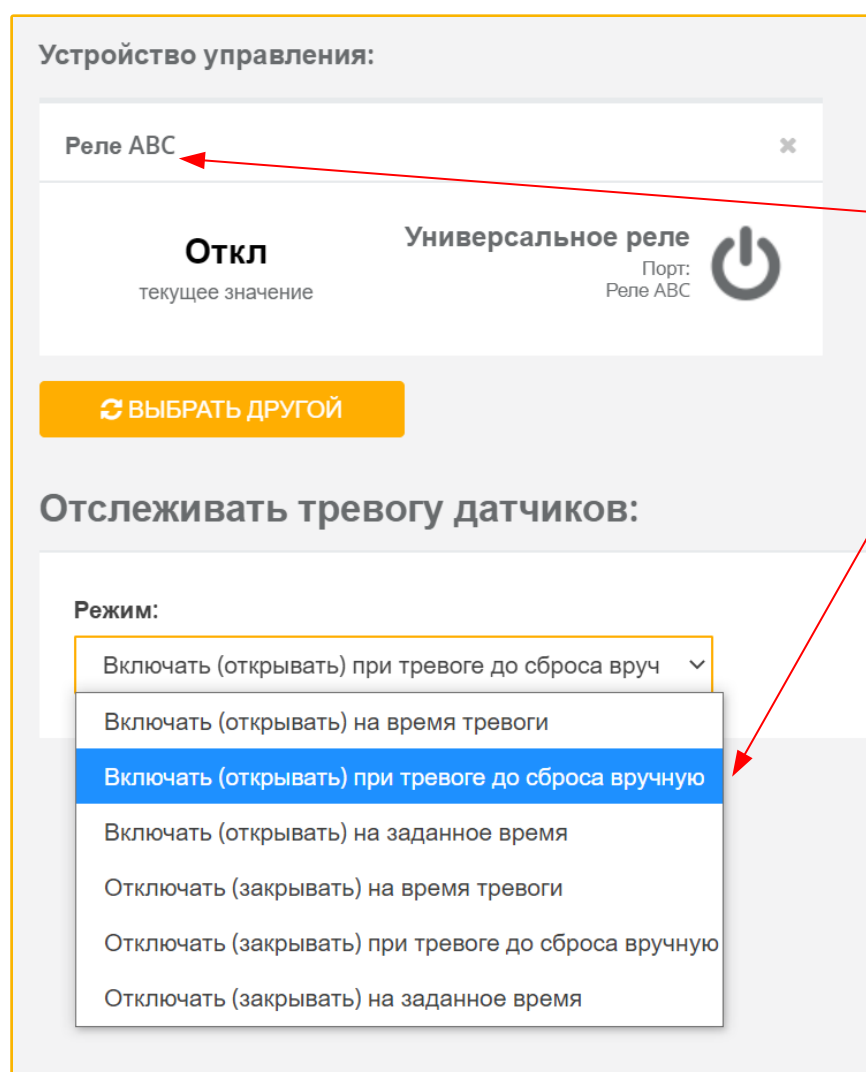 Устройство управления:
Реле ABC
Откл
текущее значение
Универсальное реле
Порт:
Реле ABC
ВЫБРАТЬ ДРУГОЙ
Отслеживать тревогу датчиков:
Режим:
Включать (открывать) при тревоге до сброса вруч
Включать (открывать) на время тревоги
Включать (открывать) при тревоге до сброса вручную
Включать (открывать) на заданное время
Отключать (закрывать) на время тревоги
Отключать (закрывать) при тревоге до сброса вручную
Отключать (закрывать) на заданное время